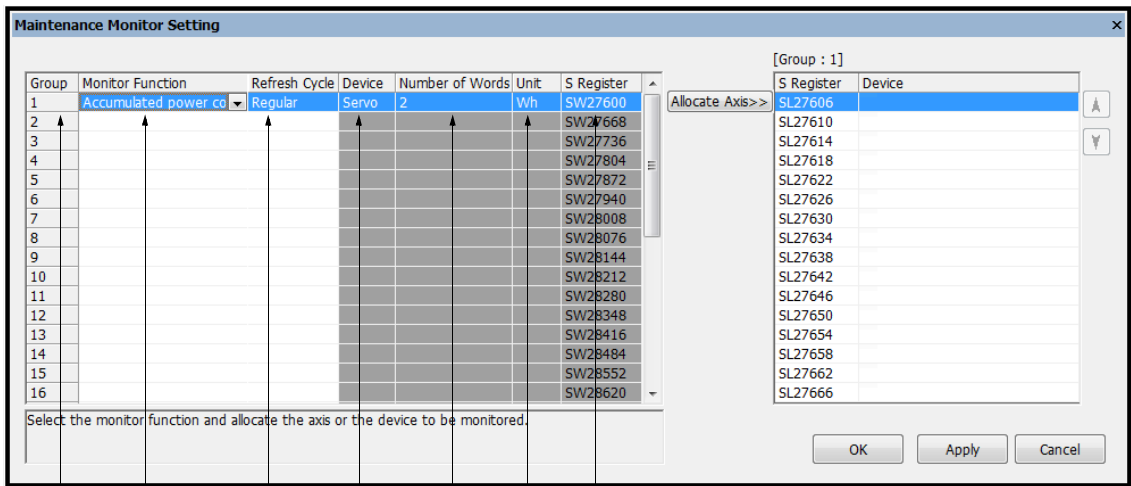 Maintenance Monitor Setting ×
[Group : 1]
Group Monitor Function Refresh Cycle Device Number of Words Unit S Register S Register Device
1 Accumulated power co Regular Servo 2 Wh SW27600 Allocate Axis>> SL27606
2 SW27668 SL27610
3 SW27736 SL27614
4 SW27804 SL27618
5 SW27872 SL27622
6 SW27940 SL27626
7 SW28008 SL27630
8 SW28076 SL27634
9 SW28144 SL27638
10 SW28212 SL27642
11 SW28280 SL27646
12 SW28348 SL27650
13 SW28416 SL27654
14 SW28484 SL27658
15 SW28552 SL27662
16 SW28620 SL27666
Select the monitor function and allocate the axis or the device to be monitored.
OK Apply Cancel